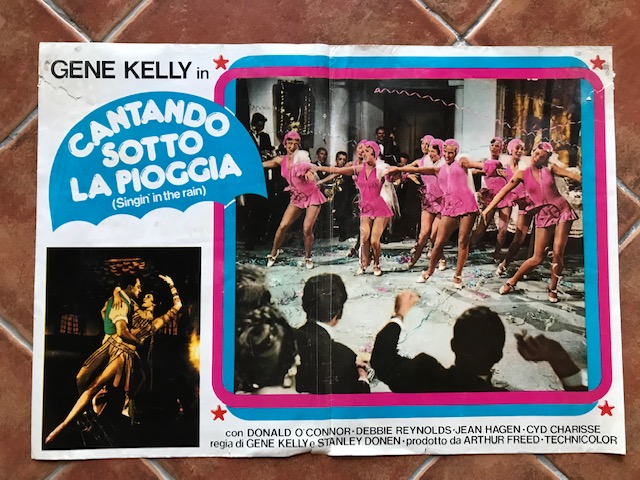 GENE KELLY in
CANTANDO
SOTTO
LA PIOGGIA
(Singin' in the rain)
con DONALD O'CONNOR · DEBBIE REYNOLDS · JEAN HAGEN · CYD CHARISSE
regia di GENE KELLY e STANLEY DONEN · prodotto da ARTHUR FREED · TECHNICOLOR